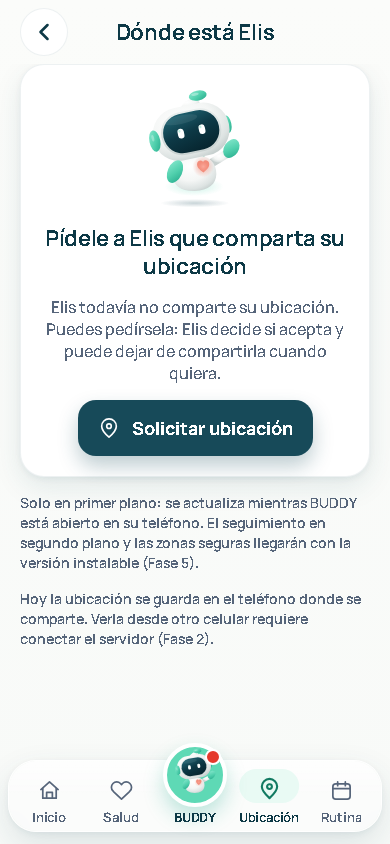 Dónde está Elis
Pídele a Elis que comparta su
ubicación
Elis todavía no comparte su ubicación.
Puedes pedírsela: Elis decide si acepta y
puede dejar de compartirla cuando
quiera.
Solicitar ubicación
Solo en primer plano: se actualiza mientras BUDDY
está abierto en su teléfono. El seguimiento en
segundo plano y las zonas seguras llegarán con la
versión instalable (Fase 5).
Hoy la ubicación se guarda en el teléfono donde se
comparte. Verla desde otro celular requiere
conectar el servidor (Fase 2).
Inicio
Salud
BUDDY
Ubicación
Rutina